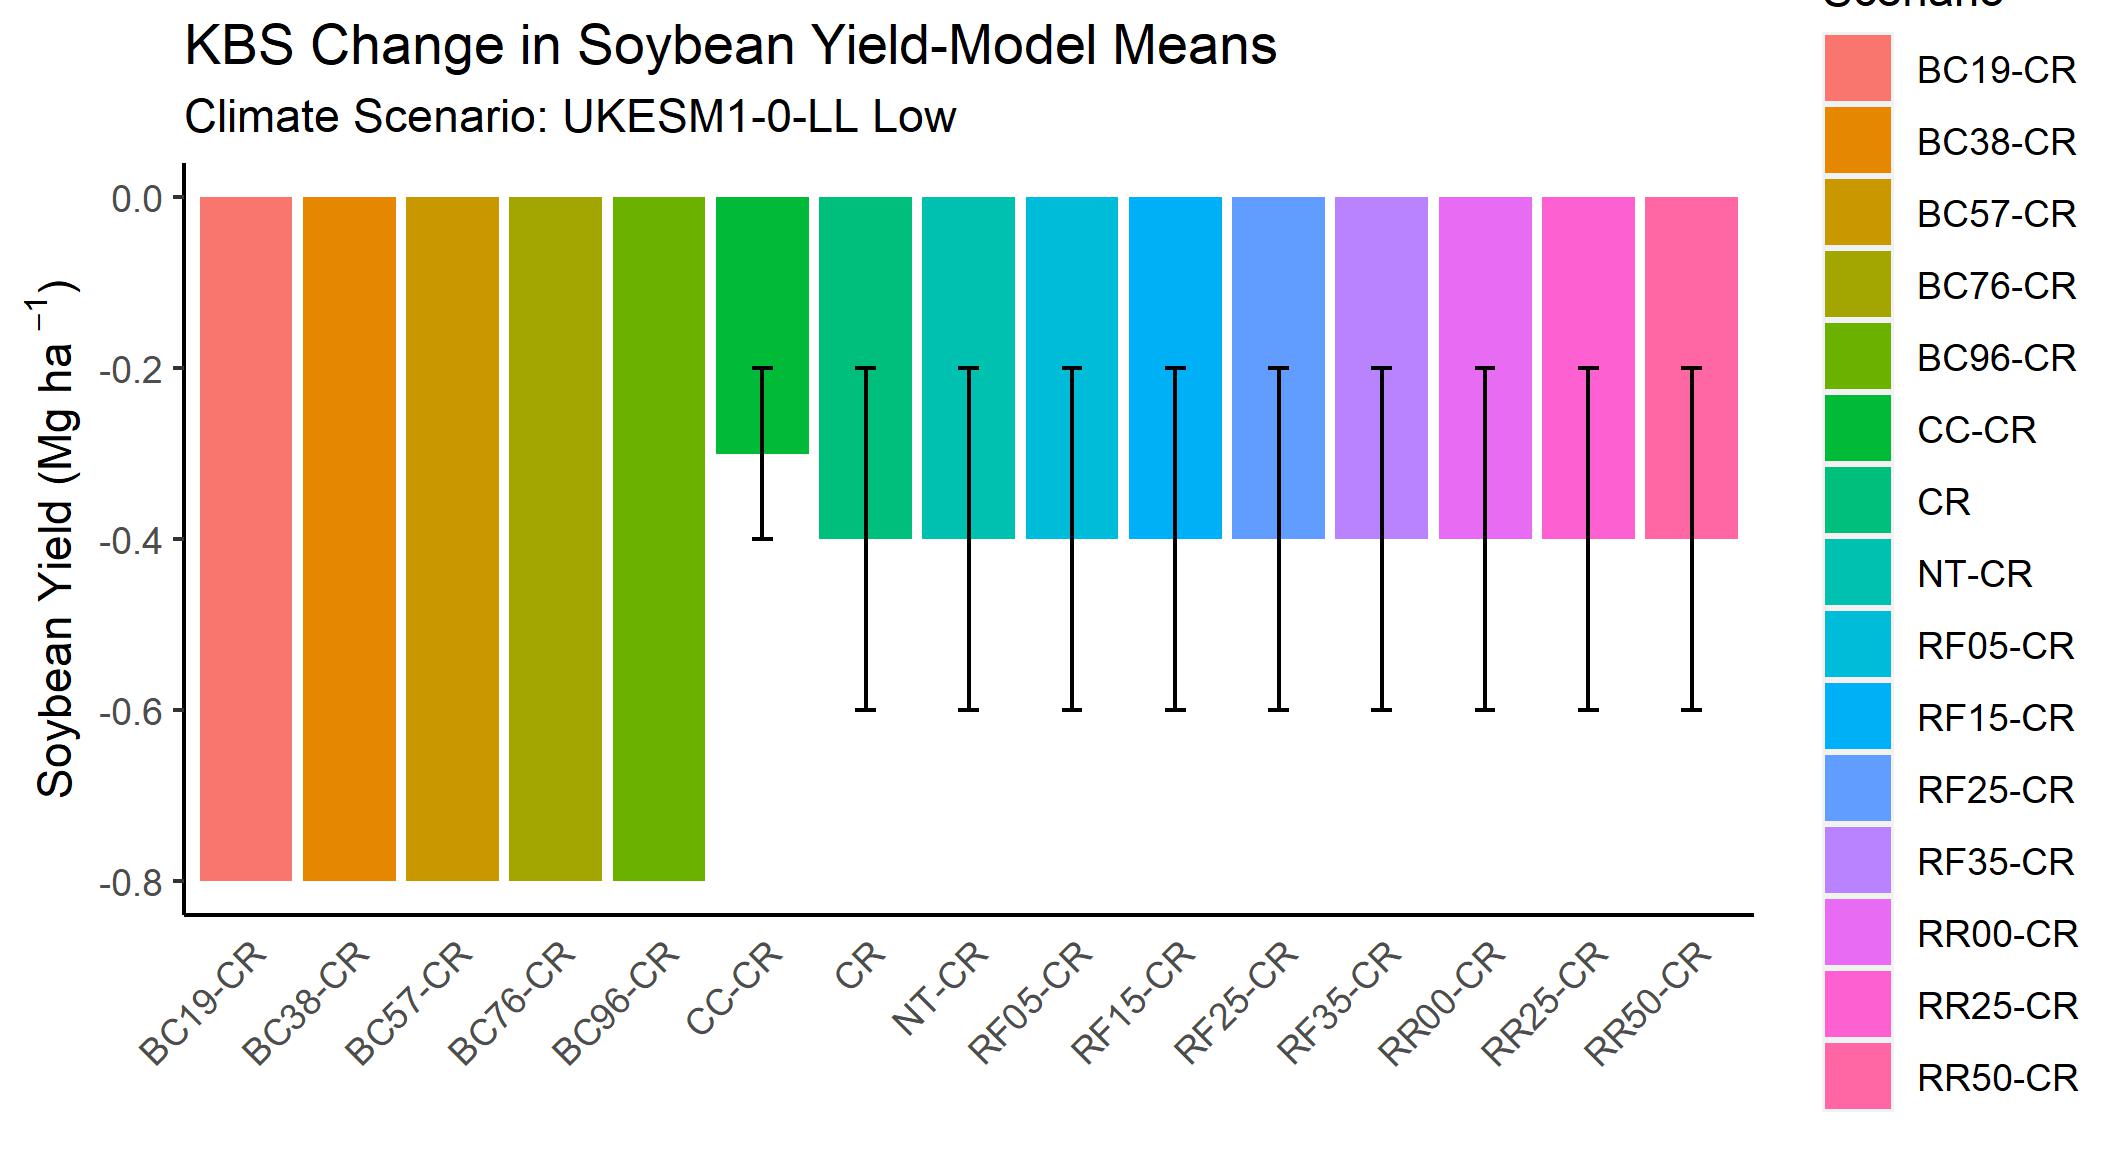 KBS Change in Soybean Yield-Model Means
Climate Scenario: UKESM1-0-LL Low
Soybean Yield (Mg ha −1)
0.0
-0.2
-0.4
-0.6
-0.8
BC19-CR
BC38-CR
BC57-CR
BC76-CR
BC96-CR
CC-CR
CR
NT-CR
RF05-CR
RF15-CR
RF25-CR
RF35-CR
RR00-CR
RR25-CR
RR50-CR
Scenario
BC19-CR
BC38-CR
BC57-CR
BC76-CR
BC96-CR
CC-CR
CR
NT-CR
RF05-CR
RF15-CR
RF25-CR
RF35-CR
RR00-CR
RR25-CR
RR50-CR